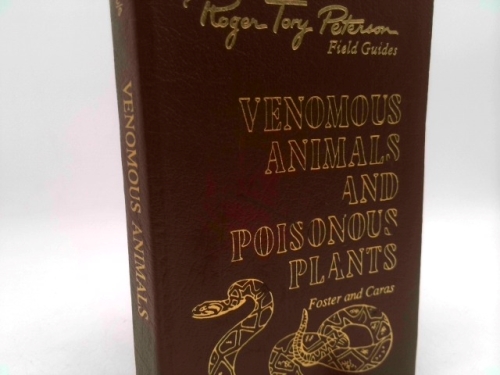 Roger Tory Peterson
Field Guides
VENOMOUS
ANIMALS
AND
POISONOUS
PLANTS
Foster and Caras
VENOMOUS ANIMALS